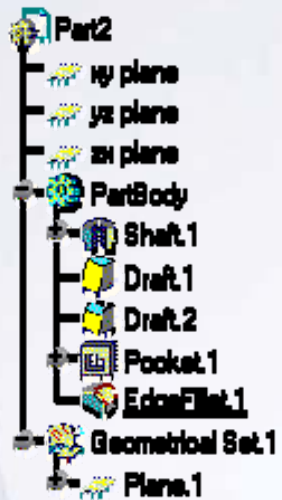 Part2
xy plane
yz plane
zx plane
PartBody
Shaft.1
Draft.1
Draft.2
Pocket.1
EdgeFillet.1
Geometrical Set.1
Plane.1